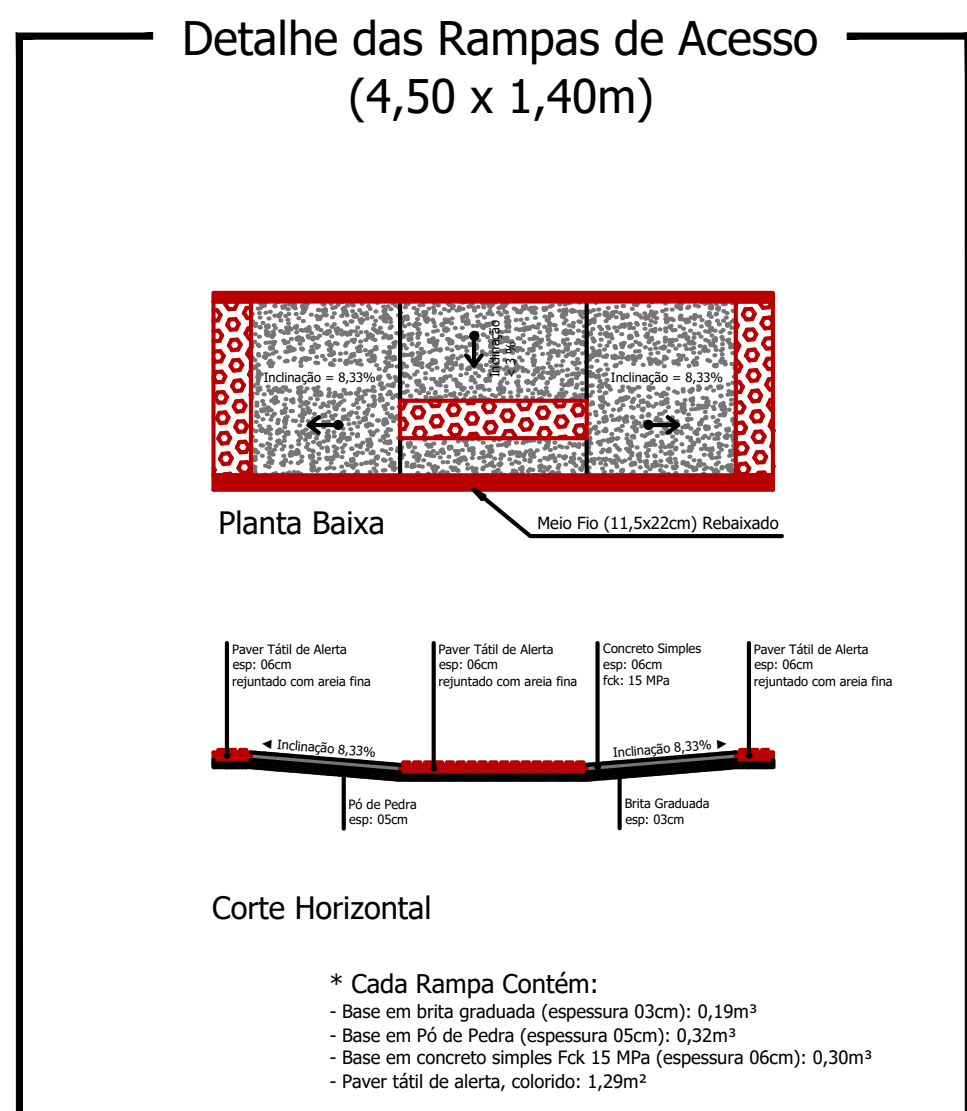 Detalhe das Rampas de Acesso
(4,50 x 1,40m)
Inclinação
< 3 %
Inclinação = 8,33%
Inclinação = 8,33%
Planta Baixa
Meio Fio (11,5x22cm) Rebaixado
Paver Tátil de Alerta
esp: 06cm
rejuntado com areia fina
Paver Tátil de Alerta
esp: 06cm
rejuntado com areia fina
Concreto Simples
esp: 06cm
fck: 15 MPa
Paver Tátil de Alerta
esp: 06cm
rejuntado com areia fina
◄ Inclinação 8,33%
Inclinação 8,33% ►
Pó de Pedra
esp: 05cm
Brita Graduada
esp: 03cm
Corte Horizontal
* Cada Rampa Contém:
- Base em brita graduada (espessura 03cm): 0,19m³
- Base em Pó de Pedra (espessura 05cm): 0,32m³
- Base em concreto simples Fck 15 MPa (espessura 06cm): 0,30m³
- Paver tátil de alerta, colorido: 1,29m²